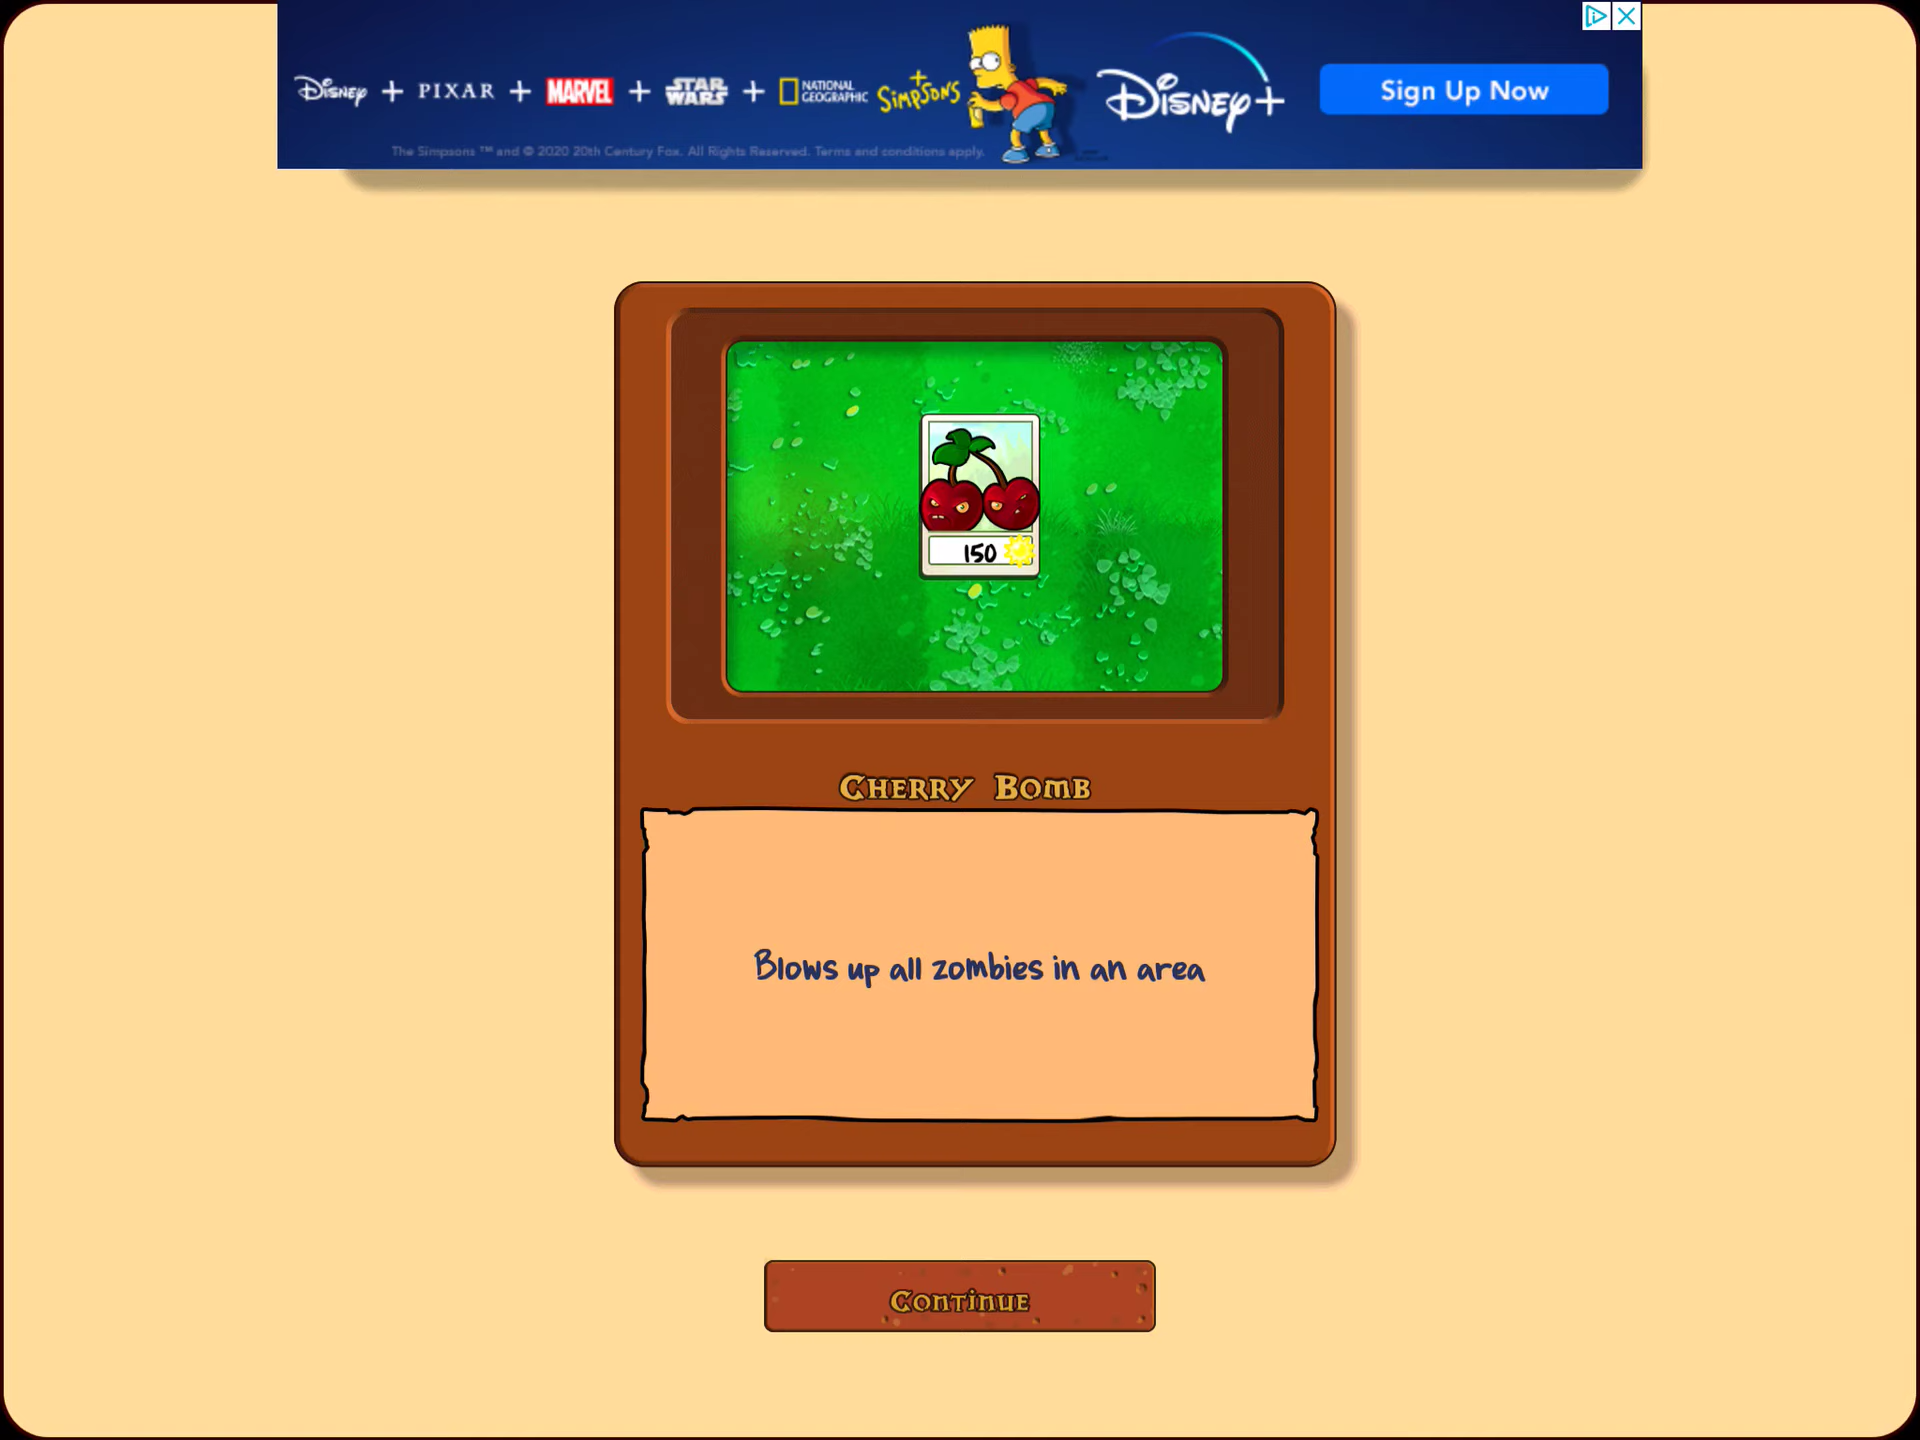 Disney + PIXAR + MARVEL + STAR WARS + NATIONAL GEOGRAPHIC + The Simpsons Disney+ Sign Up Now
The Simpsons ™ and © 2020 20th Century Fox. All Rights Reserved. Terms and conditions apply.
150
Cherry Bomb
Blows up all zombies in an area
Continue